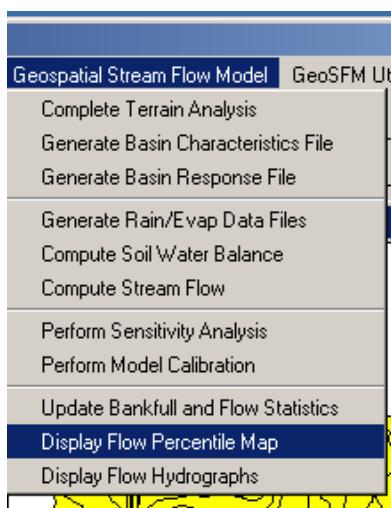 Geospatial Stream Flow Model GeoSFM Ut
Complete Terrain Analysis
Generate Basin Characteristics File
Generate Basin Response File
Generate Rain/Evap Data Files
Compute Soil Water Balance
Compute Stream Flow
Perform Sensitivity Analysis
Perform Model Calibration
Update Bankfull and Flow Statistics
Display Flow Percentile Map
Display Flow Hydrographs